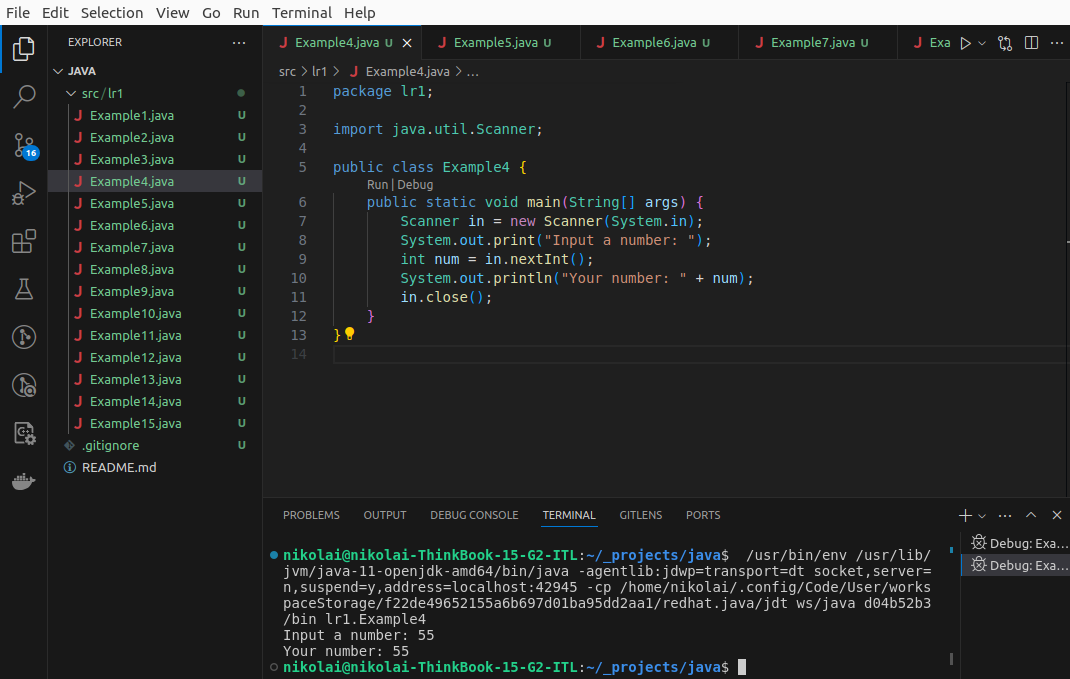 File Edit Selection View Go Run Terminal Help
EXPLORER ...
JAVA
src/lr1
J Example1.java U
J Example2.java U
J Example3.java U
J Example4.java U
J Example5.java U
J Example6.java U
J Example7.java U
J Example8.java U
J Example9.java U
J Example10.java U
J Example11.java U
J Example12.java U
J Example13.java U
J Example14.java U
J Example15.java U
.gitignore U
README.md
16
J Example4.java U J Example5.java U J Example6.java U J Example7.java U J Exa ...
src > lr1 > J Example4.java > ...
1 package lr1;
2
3 import java.util.Scanner;
4
5 public class Example4 {
Run | Debug
6 public static void main(String[] args) {
7 Scanner in = new Scanner(System.in);
8 System.out.print("Input a number: ");
9 int num = in.nextInt();
10 System.out.println("Your number: " + num);
11 in.close();
12 }
13 }
14
PROBLEMS OUTPUT DEBUG CONSOLE TERMINAL GITLENS PORTS
nikolai@nikolai-ThinkBook-15-G2-ITL:~/_projects/java$ /usr/bin/env /usr/lib/
jvm/java-11-openjdk-amd64/bin/java -agentlib:jdwp=transport=dt socket,server=
n,suspend=y,address=localhost:42945 -cp /home/nikolai/.config/Code/User/works
paceStorage/f22de49652155a6b697d01ba95dd2aa1/redhat.java/jdt ws/java d04b52b3
/bin lr1.Example4
Input a number: 55
Your number: 55
nikolai@nikolai-ThinkBook-15-G2-ITL:~/_projects/java$
Debug: Exa...
Debug: Exa...